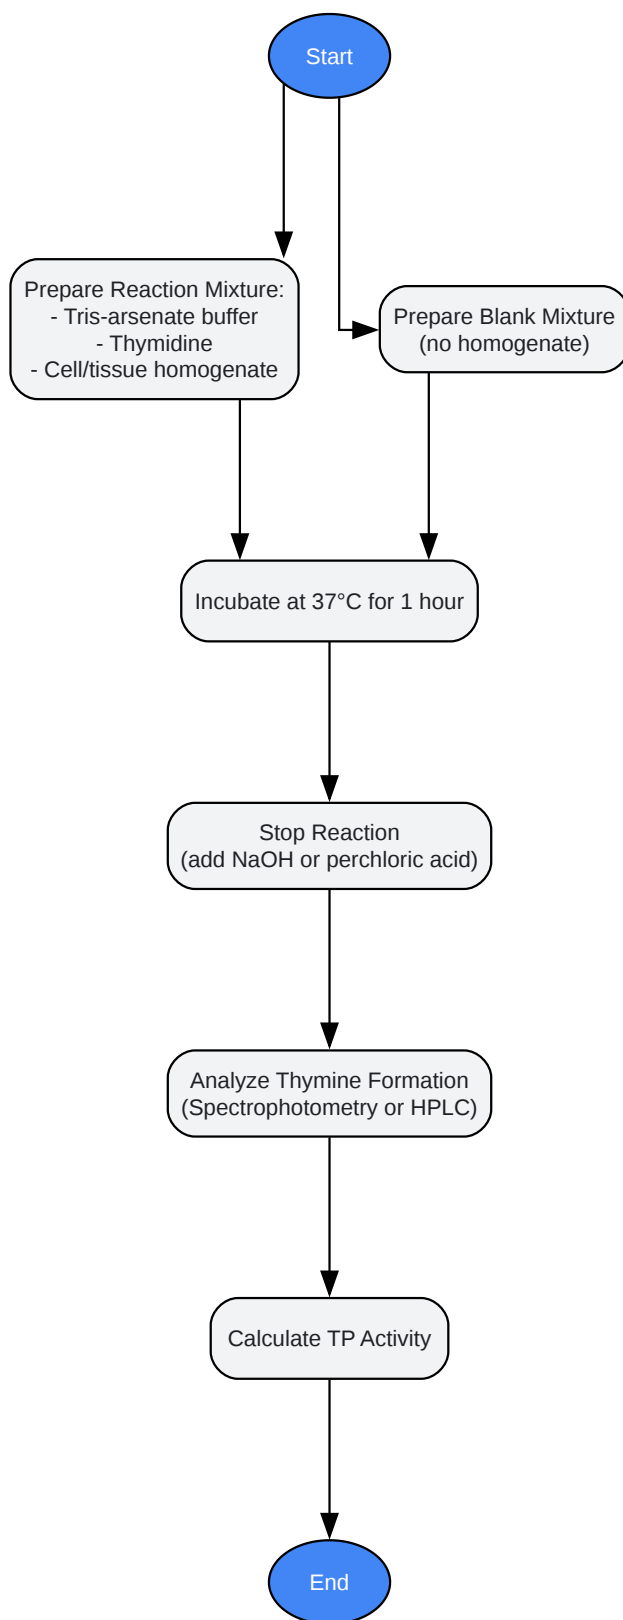 Start
Prepare Reaction Mixture:
- Tris-arsenate buffer
- Thymidine
- Cell/tissue homogenate
Prepare Blank Mixture
(no homogenate)
Incubate at 37°C for 1 hour
Stop Reaction
(add NaOH or perchloric acid)
Analyze Thymine Formation
(Spectrophotometry or HPLC)
Calculate TP Activity
End